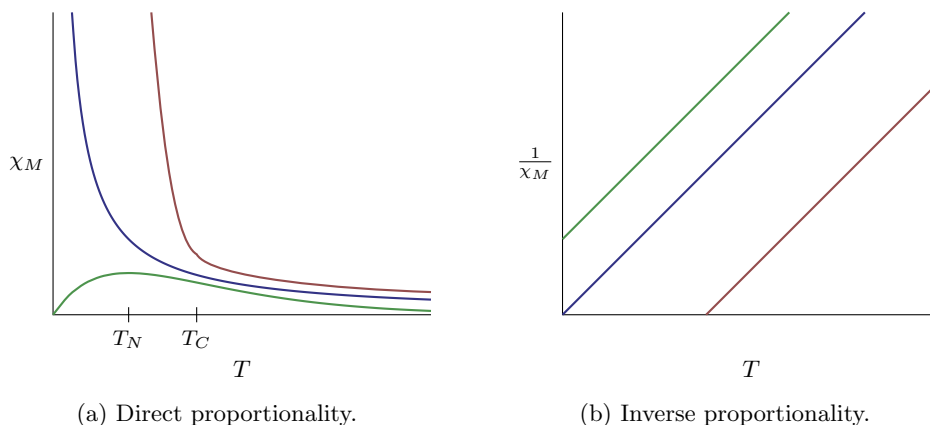 χ_M
T_N
T_C
T
(a) Direct proportionality.
1/χ_M
T
(b) Inverse proportionality.